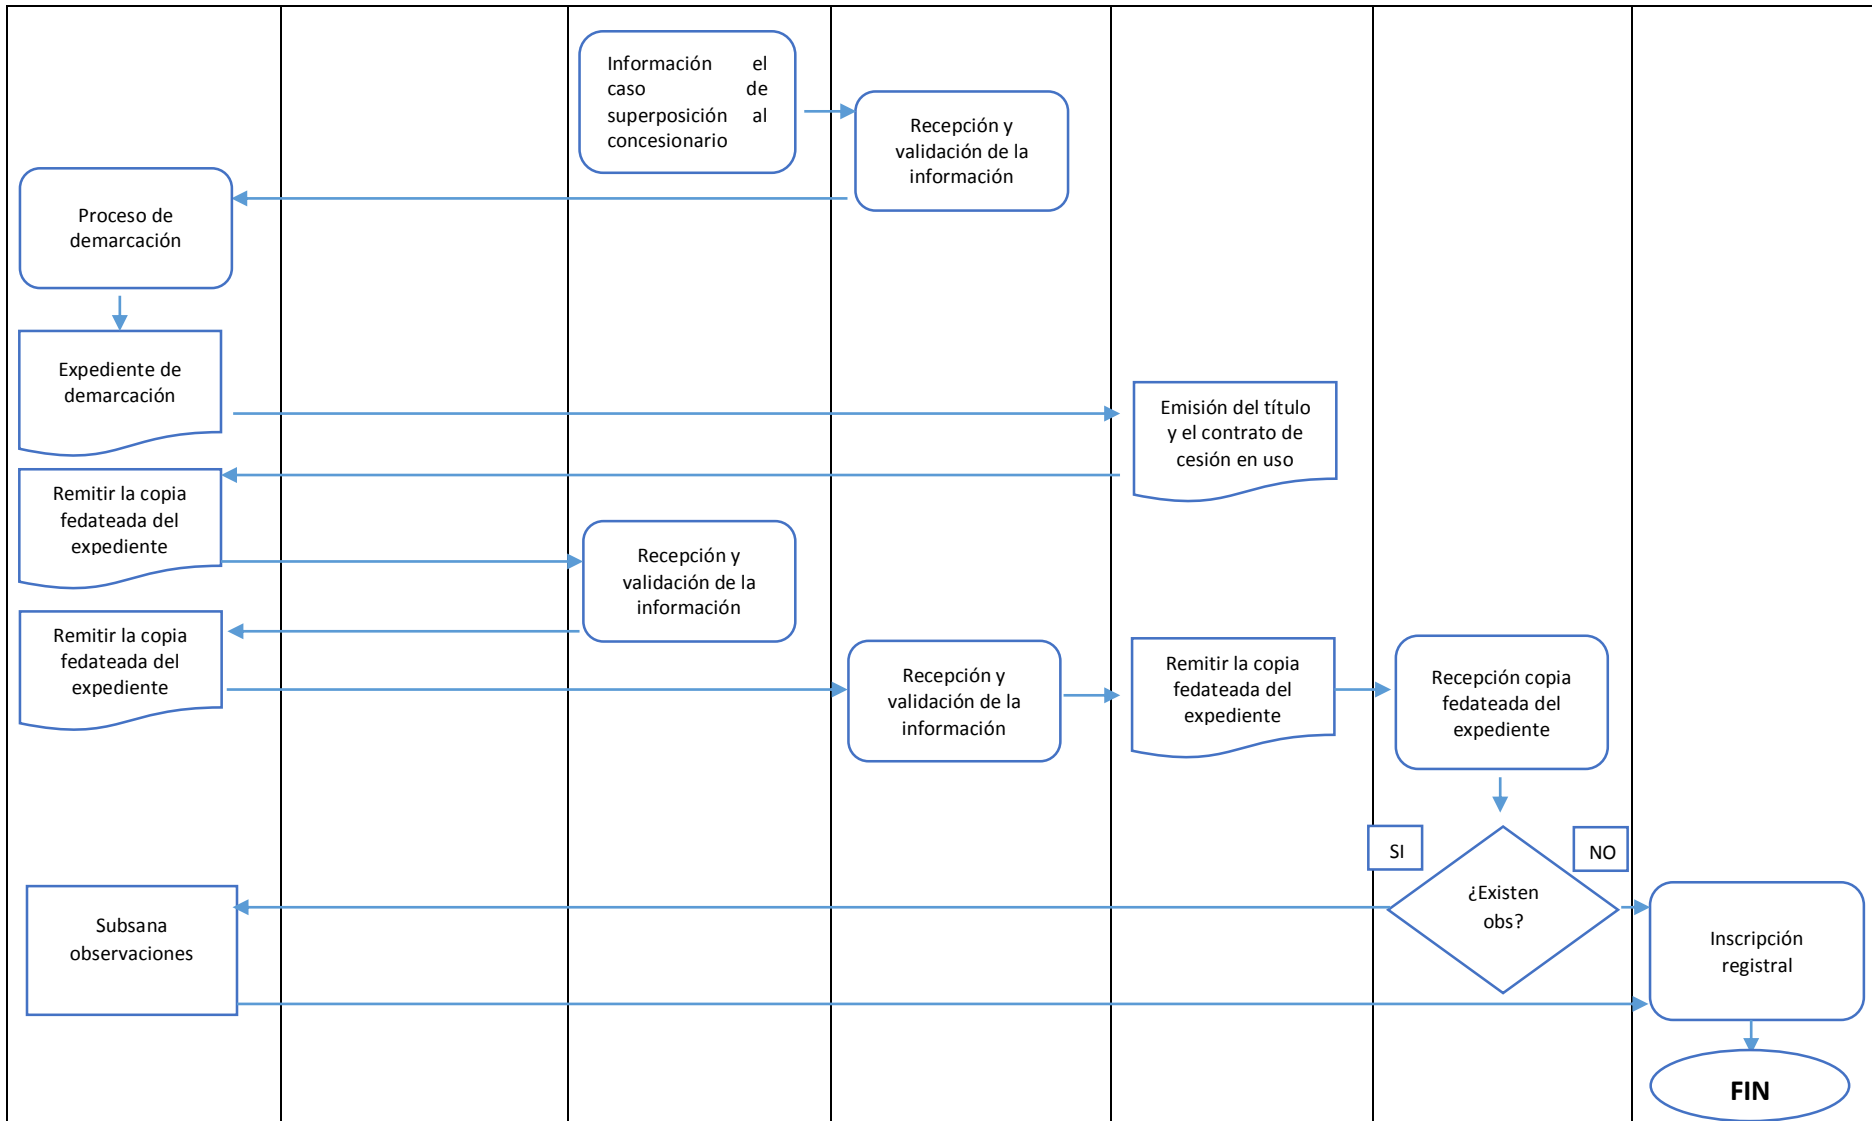 Información el
caso de
superposición al
concesionario
Recepción y
validación de la
información
Proceso de
demarcación
Expediente de
demarcación
Emisión del título
y el contrato de
cesión en uso
Remitir la copia
fedateada del
expediente
Recepción y
validación de la
información
Remitir la copia
fedateada del
expediente
Recepción y
validación de la
información
Remitir la copia
fedateada del
expediente
Recepción copia
fedateada del
expediente
SI
NO
¿Existen
obs?
Subsana
observaciones
Inscripción
registral
FIN